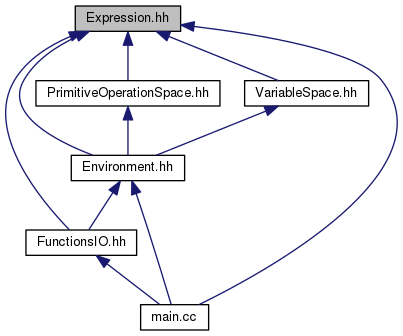 Expression.hh
PrimitiveOperationSpace.hh
VariableSpace.hh
Environment.hh
FunctionsIO.hh
main.cc